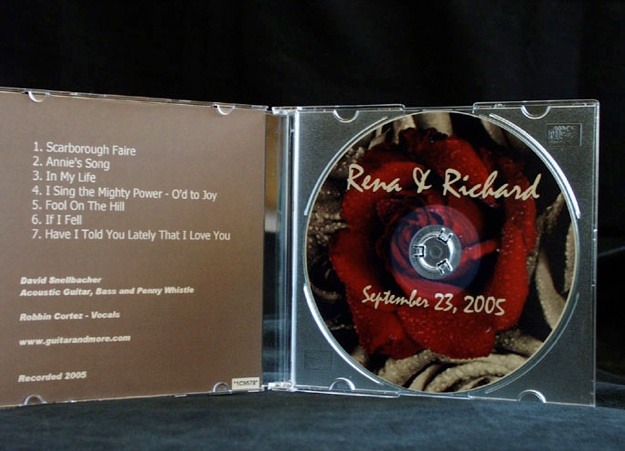 1. Scarborough Faire
2. Annie's Song
3. In My Life
4. I Sing the Mighty Power - O'd to Joy
5. Fool On The Hill
6. If I Fell
7. Have I Told You Lately That I Love You
David Snellbacher
Acoustic Guitar, Bass and Penny Whistle
Robbin Cortez - Vocals
www.guitarandmore.com
Recorded 2005
Rena & Richard
September 23, 2005